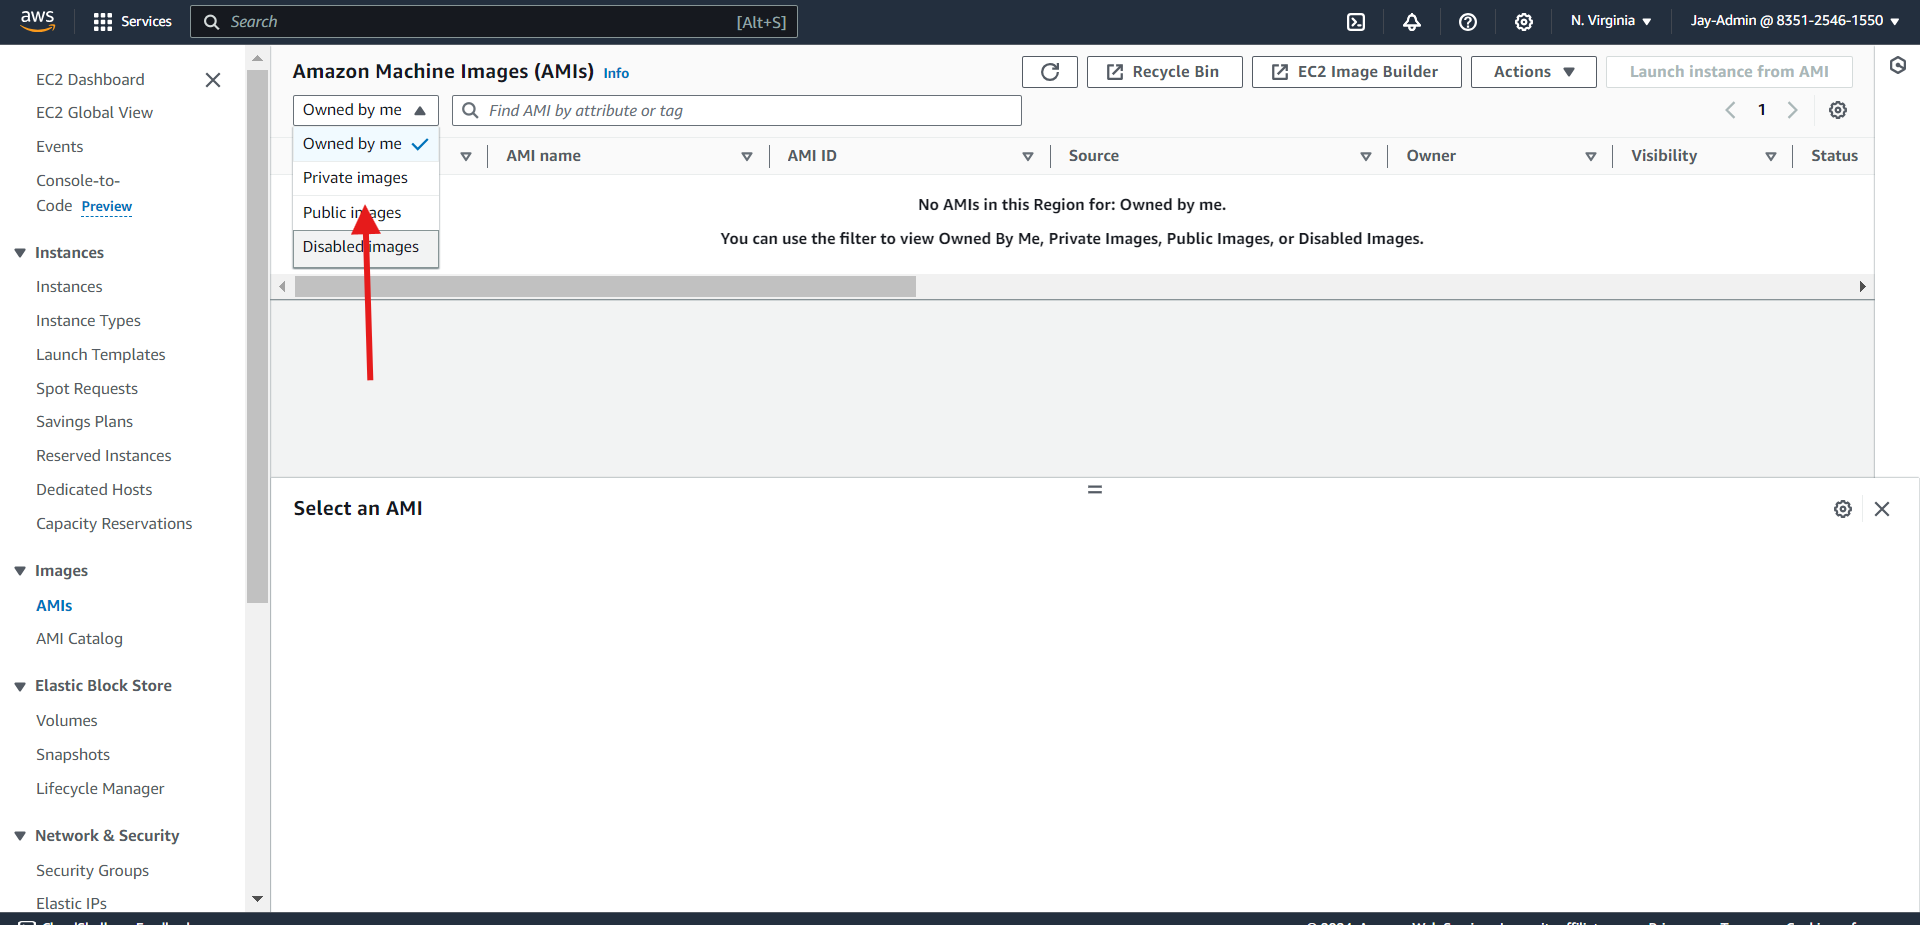 aws
Services
Search
[Alt+S]
N. Virginia
Jay-Admin @ 8351-2546-1550
EC2 Dashboard
EC2 Global View
Events
Console-to-
Code Preview
Instances
Instances
Instance Types
Launch Templates
Spot Requests
Savings Plans
Reserved Instances
Dedicated Hosts
Capacity Reservations
Images
AMIs
AMI Catalog
Elastic Block Store
Volumes
Snapshots
Lifecycle Manager
Network & Security
Security Groups
Elastic IPs
Amazon Machine Images (AMIs) Info
Recycle Bin
EC2 Image Builder
Actions
Launch instance from AMI
Owned by me
Find AMI by attribute or tag
1
Owned by me
Private images
Public images
Disabled images
AMI name
AMI ID
Source
Owner
Visibility
Status
No AMIs in this Region for: Owned by me.
You can use the filter to view Owned By Me, Private Images, Public Images, or Disabled Images.
Select an AMI